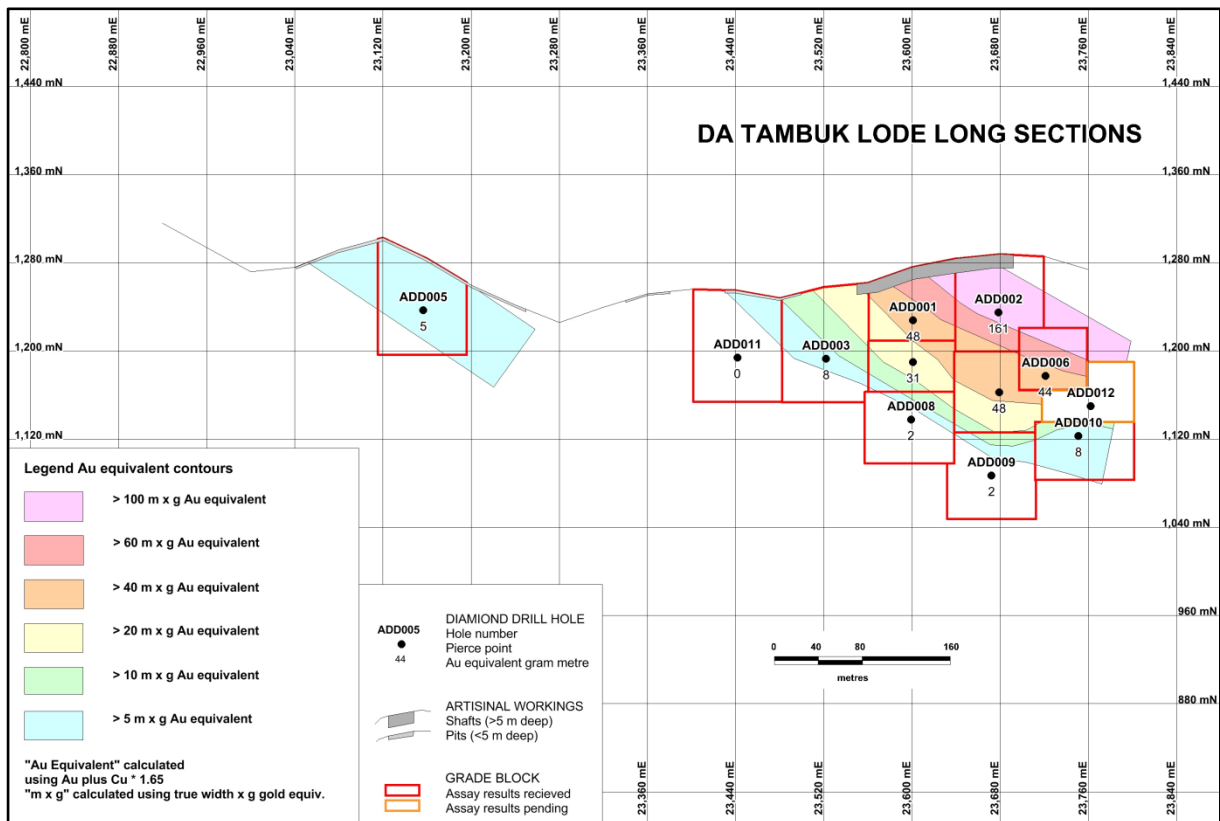 22,800 mE
22,880 mE
22,960 mE
23,040 mE
23,120 mE
23,200 mE
23,280 mE
23,360 mE
23,440 mE
23,520 mE
23,600 mE
23,680 mE
23,760 mE
23,840 mE
1,440 mN
1,440 mN
DA TAMBUK LODE LONG SECTIONS
1,360 mN
1,360 mN
1,280 mN
1,280 mN
ADD005
5
ADD001
48
ADD002
161
1,200 mN
1,200 mN
ADD011
0
ADD003
8
31
ADD006
44
48
ADD012
ADD008
2
ADD010
8
1,120 mN
1,120 mN
ADD009
2
1,040 mN
Legend Au equivalent contours
> 100 m x g Au equivalent
> 60 m x g Au equivalent
> 40 m x g Au equivalent
> 20 m x g Au equivalent
> 10 m x g Au equivalent
> 5 m x g Au equivalent
"Au Equivalent" calculated
using Au plus Cu * 1.65
"m x g" calculated using true width x g gold equiv.
ADD005
44
DIAMIOND DRILL HOLE
Hole number
Pierce point
Au equivalent gram metre
ARTISINAL WORKINGS
Shafts (>5 m deep)
Pits (<5 m deep)
GRADE BLOCK
Assay results recieved
Assay results pending
0 40 80 160
metres
960 mN
880 mN
23,360 mE
23,440 mE
23,520 mE
23,600 mE
23,680 mE
23,760 mE
23,840 mE